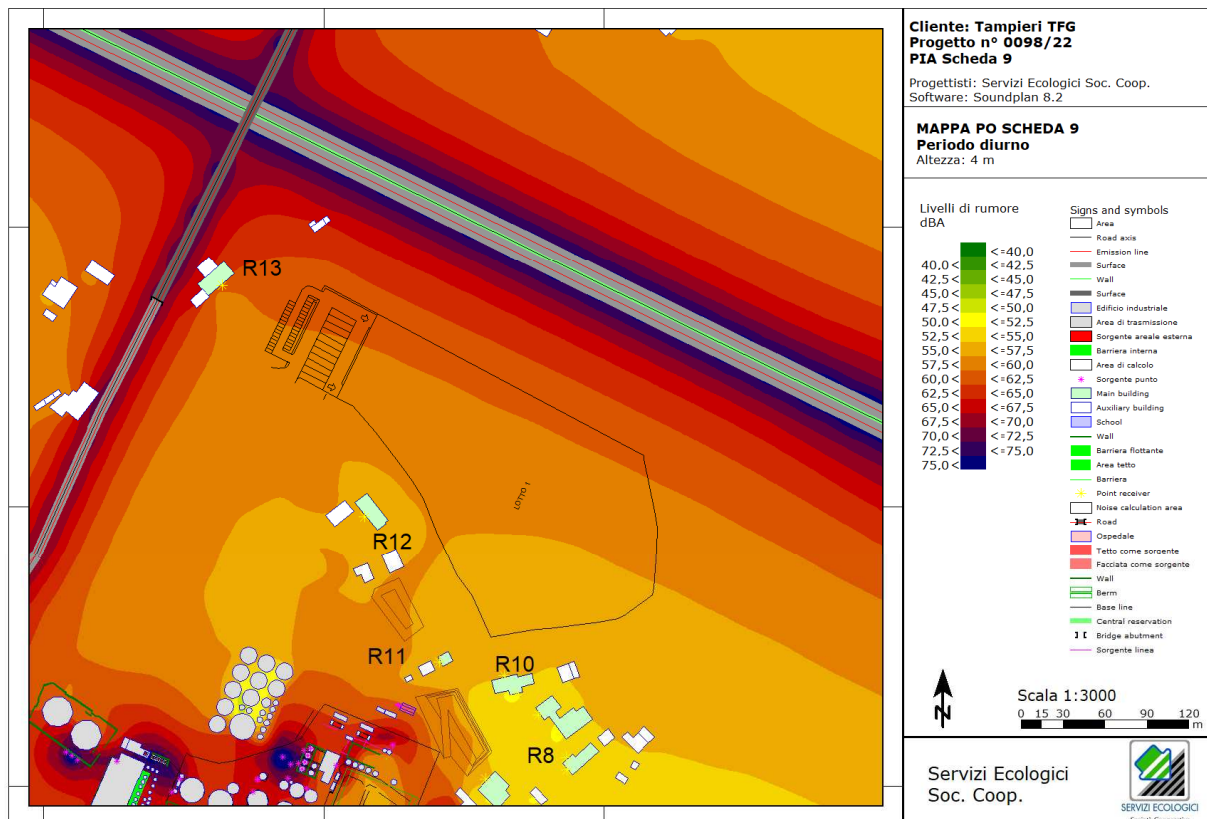 Cliente: Tampieri TFG
Progetto n° 0098/22
PIA Scheda 9
Progettisti: Servizi Ecologici Soc. Coop.
Software: Soundplan 8.2
MAPPA PO SCHEDA 9
Periodo diurno
Altezza: 4 m
Livelli di rumore
dBA
<=40,0
40,0< <=42,5
42,5< <=45,0
45,0< <=47,5
47,5< <=50,0
50,0< <=52,5
52,5< <=55,0
55,0< <=57,5
57,5< <=60,0
60,0< <=62,5
62,5< <=65,0
65,0< <=67,5
67,5< <=70,0
70,0< <=72,5
72,5< <=75,0
75,0<
Signs and symbols
Area
Road axis
Emission line
Surface
Wall
Surface
Edificio industriale
Area di trasmissione
Sorgente areale esterna
Barriera interna
Area di calcolo
Sorgente punto
Main building
Auxiliary building
School
Wall
Barriera flottante
Area tetto
Barriera
Point receiver
Noise calculation area
Road
Ospedale
Tetto come sorgente
Facciata come sorgente
Wall
Berm
Base line
Central reservation
Bridge abutment
Sorgente linea
R13
LOTTO 1
R12
R11
R10
R8
N
Scala 1:3000
0 15 30 60 90 120
m
Servizi Ecologici
Soc. Coop.
SERVIZI ECOLOGICI